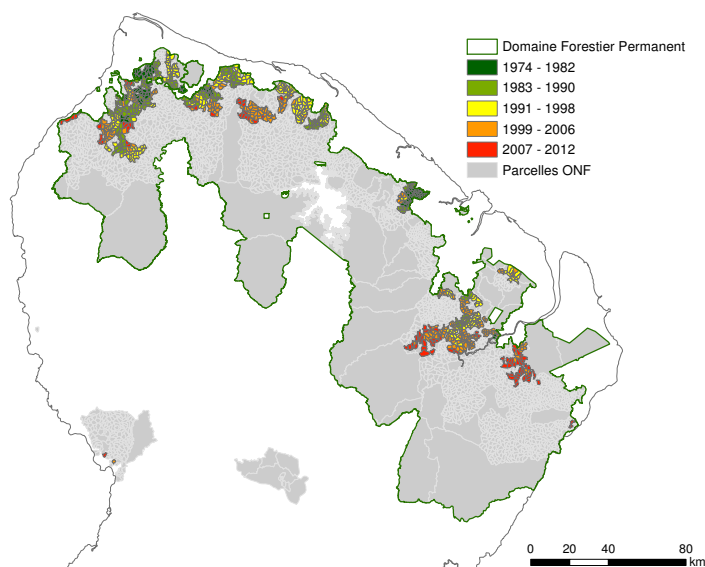 Domaine Forestier Permanent
1974 - 1982
1983 - 1990
1991 - 1998
1999 - 2006
2007 - 2012
Parcelles ONF
0 20 40 80
km